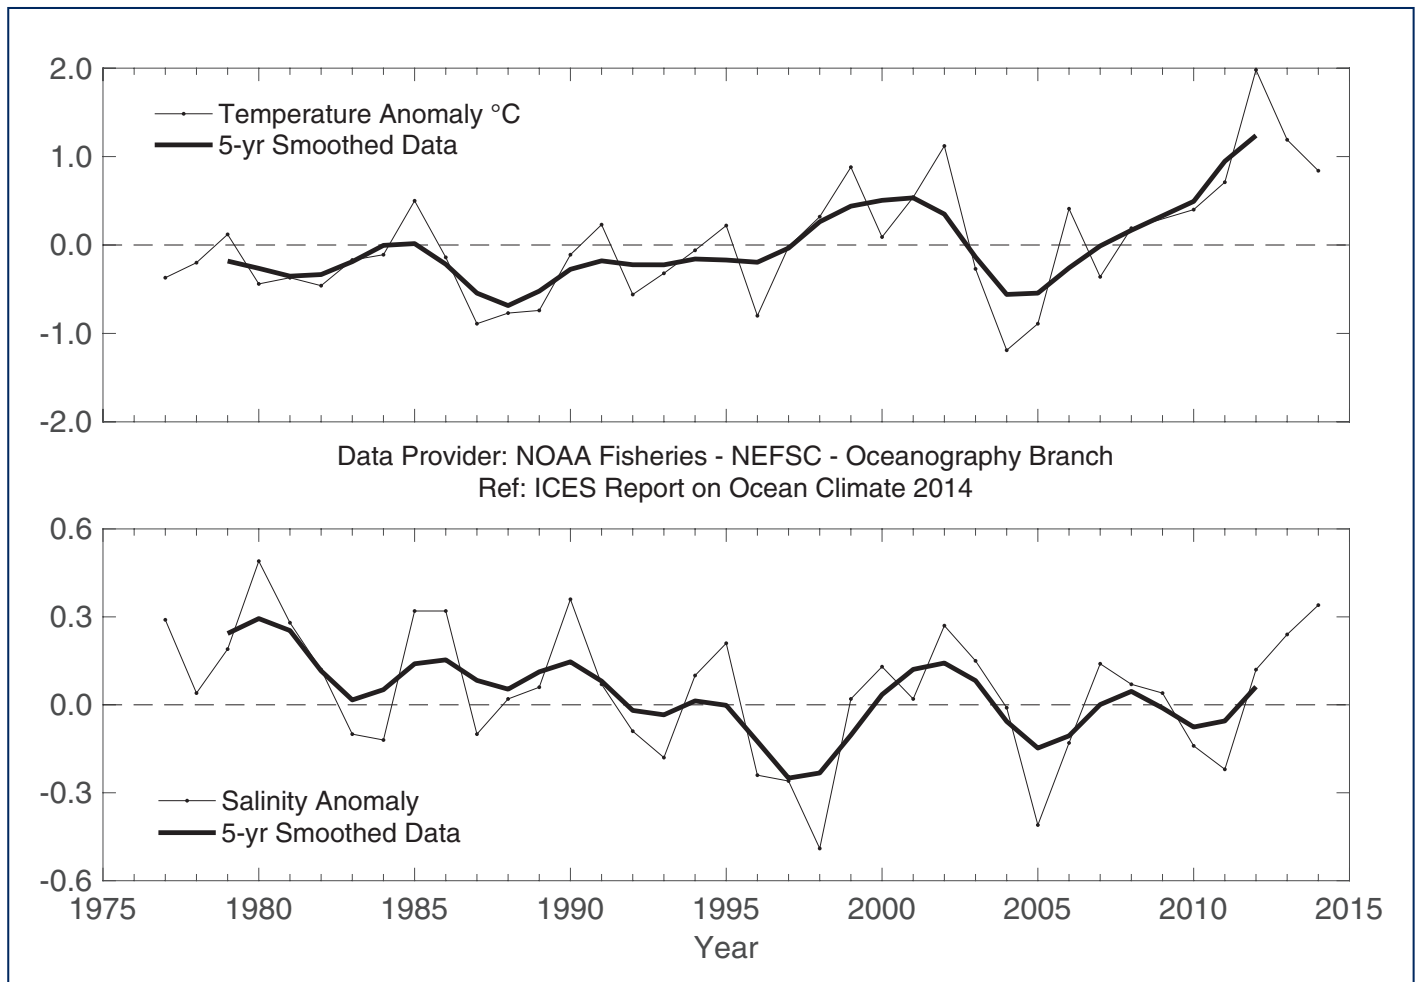 2.0
Temperature Anomaly °C
5-yr Smoothed Data
1.0
0.0
-1.0
-2.0
Data Provider: NOAA Fisheries - NEFSC - Oceanography Branch
Ref: ICES Report on Ocean Climate 2014
0.6
0.3
0.0
-0.3
Salinity Anomaly
5-yr Smoothed Data
-0.6
1975 1980 1985 1990 1995 2000 2005 2010 2015
Year